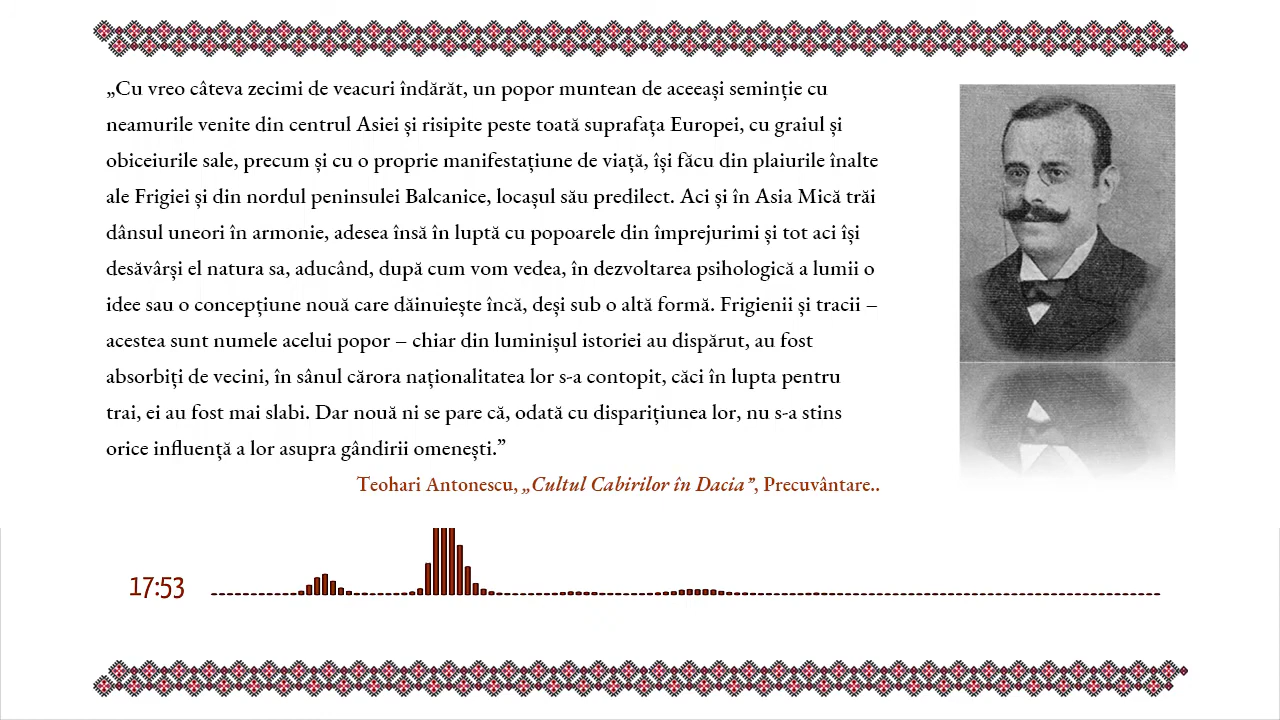 „Cu vreo câteva zecimi de veacuri îndărăt, un popor muntean de aceeași seminție cu
neamurile venite din centrul Asiei și risipite peste toată suprafața Europei, cu graiul și
obiceiurile sale, precum și cu o proprie manifestațiune de viață, își făcu din plaiurile înalte
ale Frigiei și din nordul peninsulei Balcanice, locașul său predilect. Aci și în Asia Mică trăi
dânsul uneori în armonie, adesea însă în luptă cu popoarele din împrejurimi și tot aci își
desăvârși el natura sa, aducând, după cum vom vedea, în dezvoltarea psihologică a lumii o
idee sau o concepțiune nouă care dăinuiește încă, deși sub o altă formă. Frigienii și tracii –
acestea sunt numele acelui popor – chiar din luminișul istoriei au dispărut, au fost
absorbiți de vecini, în sânul cărora naționalitatea lor s-a contopit, căci în lupta pentru
trai, ei au fost mai slabi. Dar nouă ni se pare că, odată cu disparițiunea lor, nu s-a stins
orice influență a lor asupra gândirii omenești.”
Teohari Antonescu, „Cultul Cabirilor în Dacia”, Precuvântare..
17:53